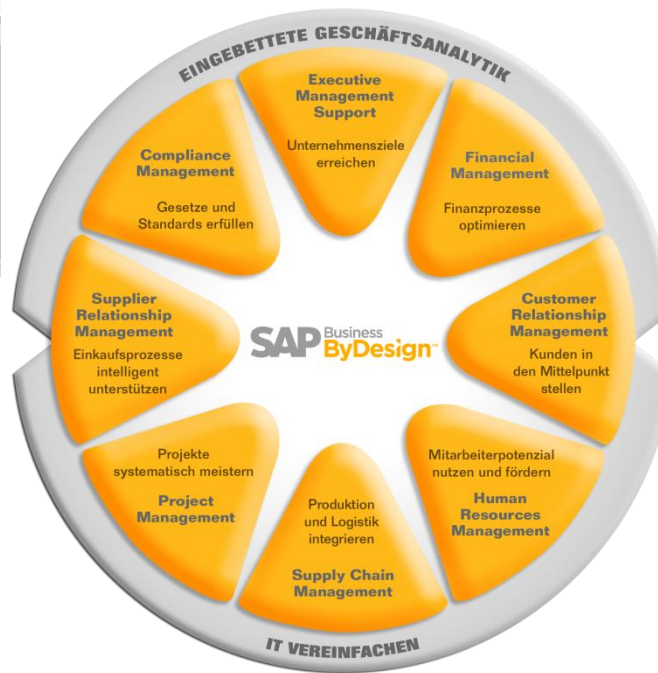 EINGEBETTETE GESCHÄFTSANALYTIK
Executive
Management
Support
Unternehmensziele
erreichen
Financial
Management
Finanzprozesse
optimieren
Customer
Relationship
Management
Kunden in
den Mittelpunkt
stellen
Mitarbeiterpotenzial
nutzen und fördern
Human
Resources
Management
Produktion
und Logistik
integrieren
Supply Chain
Management
Projekte
systematisch meistern
Project
Management
Supplier
Relationship
Management
Einkaufsprozesse
intelligent
unterstützen
Compliance
Management
Gesetze und
Standards erfüllen
SAP Business
ByDesign™
IT VEREINFACHEN